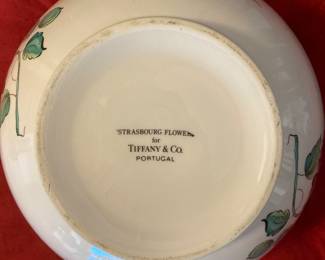 "STRASBOURG FLOWER
for
TIFFANY & CO.
PORTUGAL